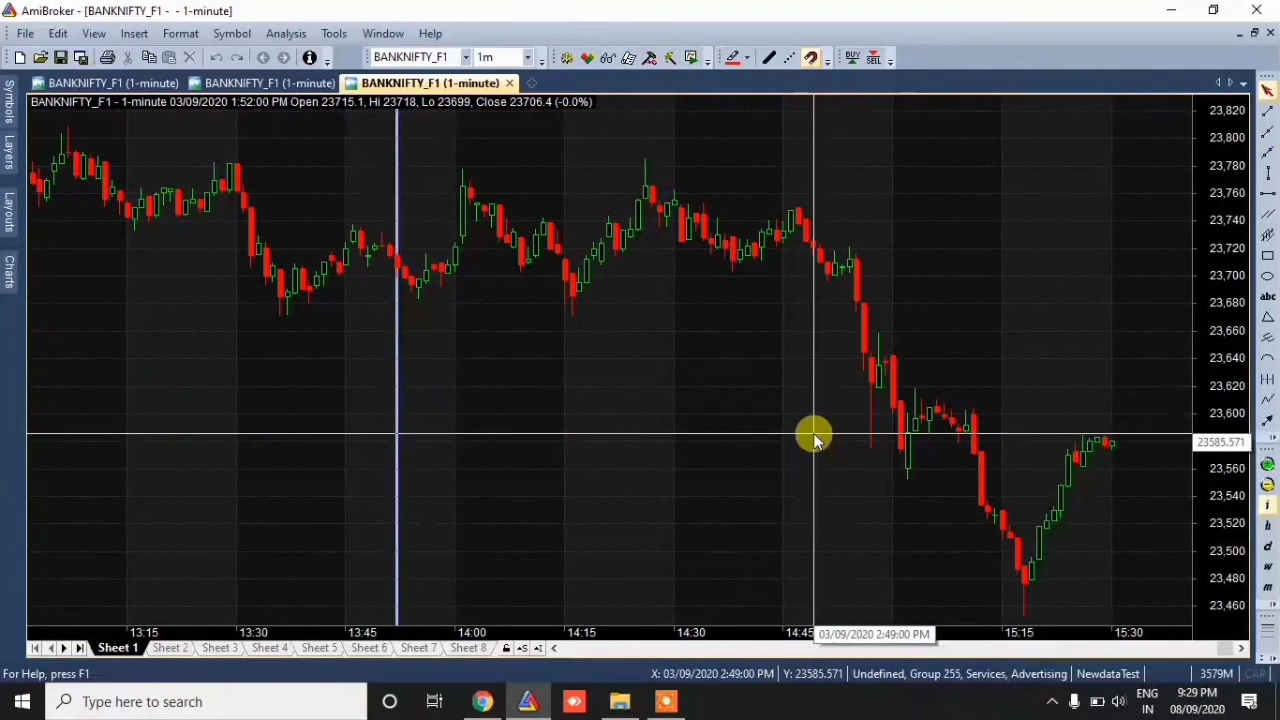 AmiBroker - [BANKNIFTY_F1 - - 1-minute]
File Edit View Insert Format Symbol Analysis Tools Window Help
BANKNIFTY_F1 1m BUY SELL
BANKNIFTY_F1 (1-minute) BANKNIFTY_F1 (1-minute) BANKNIFTY_F1 (1-minute)
BANKNIFTY_F1 - 1-minute 03/09/2020 1:52:00 PM Open 23715.1, Hi 23718, Lo 23699, Close 23706.4 (-0.0%)
Symbols
Layers
Layouts
Charts
23,820
23,800
23,780
23,760
23,740
23,720
23,700
23,680
23,660
23,640
23,620
23,600
23585.571
23,560
23,540
23,520
23,500
23,480
23,460
abc
i
h
d
w
m
13:15 13:30 13:45 14:00 14:15 14:30 14:45 15:15 15:30
03/09/2020 2:49:00 PM
Sheet 1 Sheet 2 Sheet 3 Sheet 4 Sheet 5 Sheet 6 Sheet 7 Sheet 8
For Help, press F1 X: 03/09/2020 2:49:00 PM Y: 23585.571 Undefined, Group 255, Services, Advertising NewdataTest 3579M CAP
Type here to search
ENG
IN
9:29 PM
08/09/2020